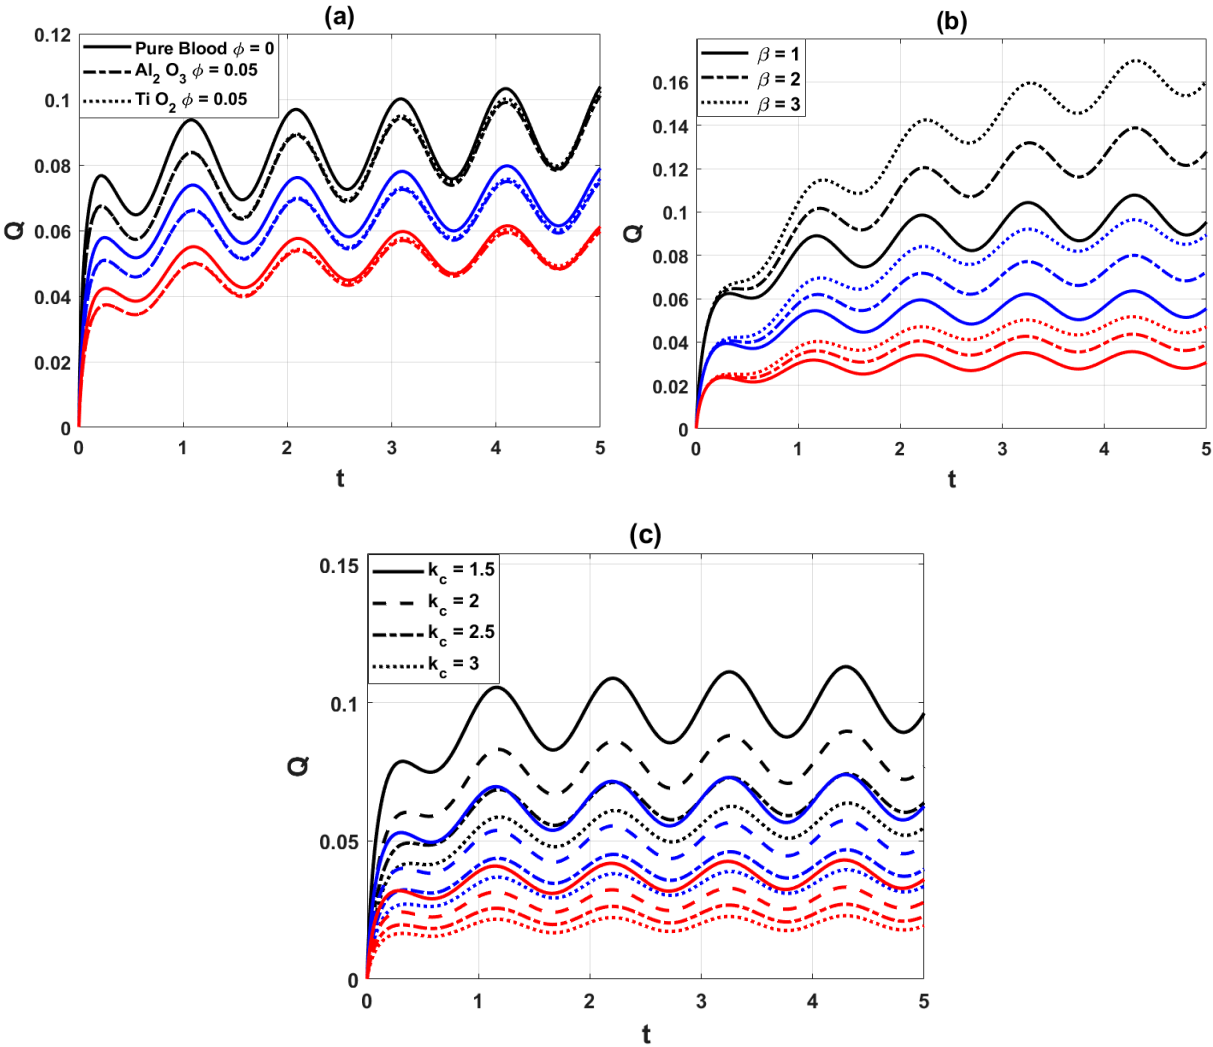 (a)
0.12
0.1
0.08
0.06
0.04
0.02
0
Q
Pure Blood ϕ = 0
Al2 O3 ϕ = 0.05
Ti O2 ϕ = 0.05
0 1 2 3 4 5
t
(b)
0.16
0.14
0.12
0.1
0.08
0.06
0.04
0.02
0
Q
β = 1
β = 2
β = 3
0 1 2 3 4 5
t
(c)
0.15
0.1
0.05
0
Q
kc = 1.5
kc = 2
kc = 2.5
kc = 3
0 1 2 3 4 5
t